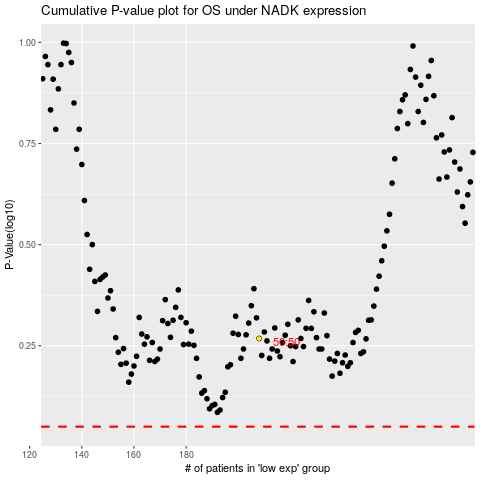 Cumulative P-value plot for OS under NADK expression
P-Value(log10)
1.00
0.75
0.50
0.25
50:50
120 140 160 180
# of patients in 'low exp' group